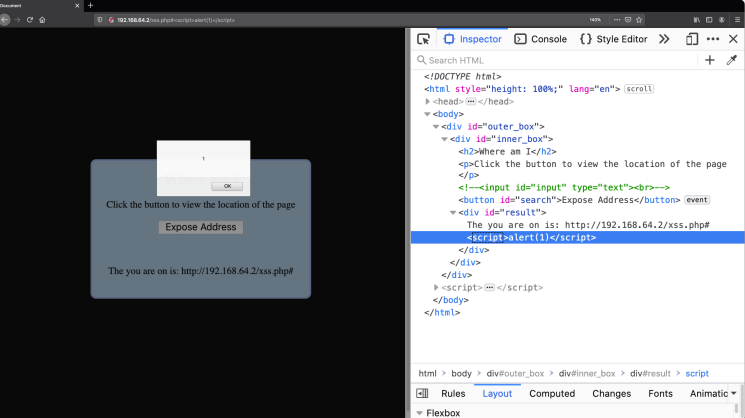 Document
192.168.64.2/xss.php#<script>alert(1)</script>
140%
1
OK
Click the button to view the location of the page
Expose Address
The you are on is: http://192.168.64.2/xss.php#
Inspector
Console
Style Editor
Search HTML
<!DOCTYPE html>
<html style="height: 100%;" lang="en"> scroll
<head> ••• </head>
<body>
<div id="outer_box">
<div id="inner_box">
<h2>Where am I</h2>
<p>Click the button to view the location of the page
</p>
<!--<input id="input" type="text"><br>-->
<button id="search">Expose Address</button> event
<div id="result">
The you are on is: http://192.168.64.2/xss.php#
<script>alert(1)</script>
</div>
</div>
</div>
<script> ••• </script>
</body>
</html>
html > body > div#outer_box > div#inner_box > div#result > script
Rules Layout Computed Changes Fonts Animatic
Flexbox